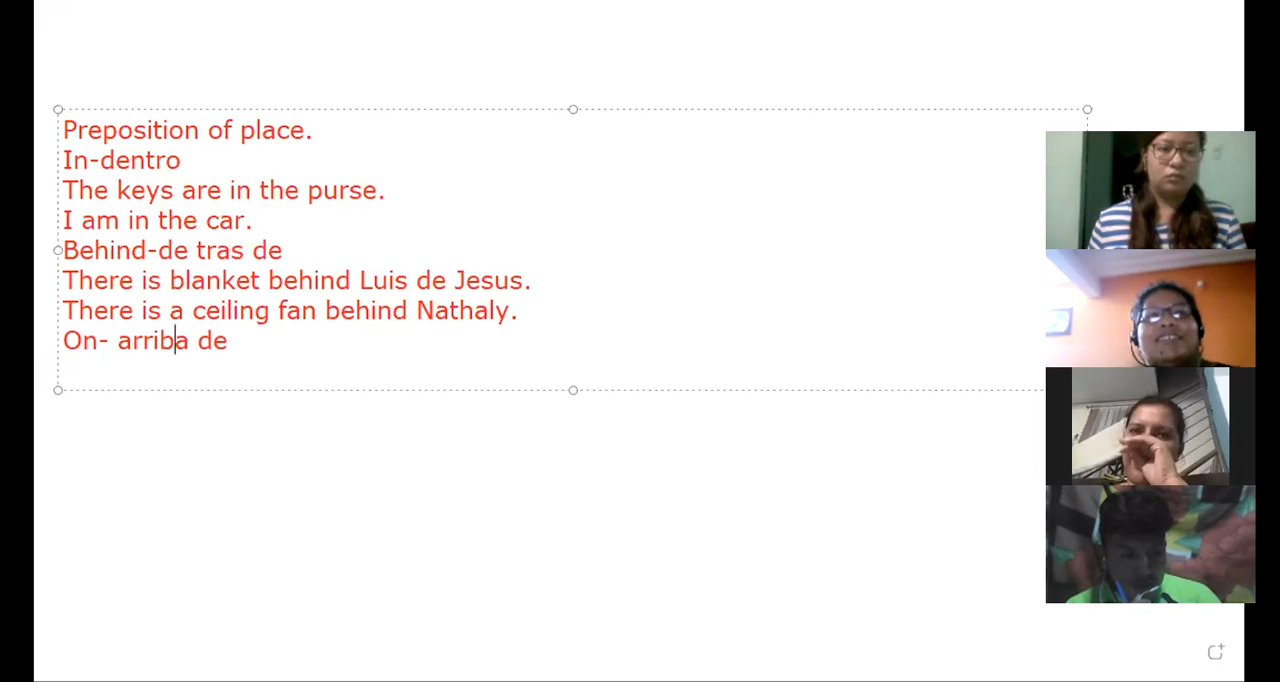 Preposition of place.
In-dentro
The keys are in the purse.
I am in the car.
Behind-de tras de
There is blanket behind Luis de Jesus.
There is a ceiling fan behind Nathaly.
On- arriba de